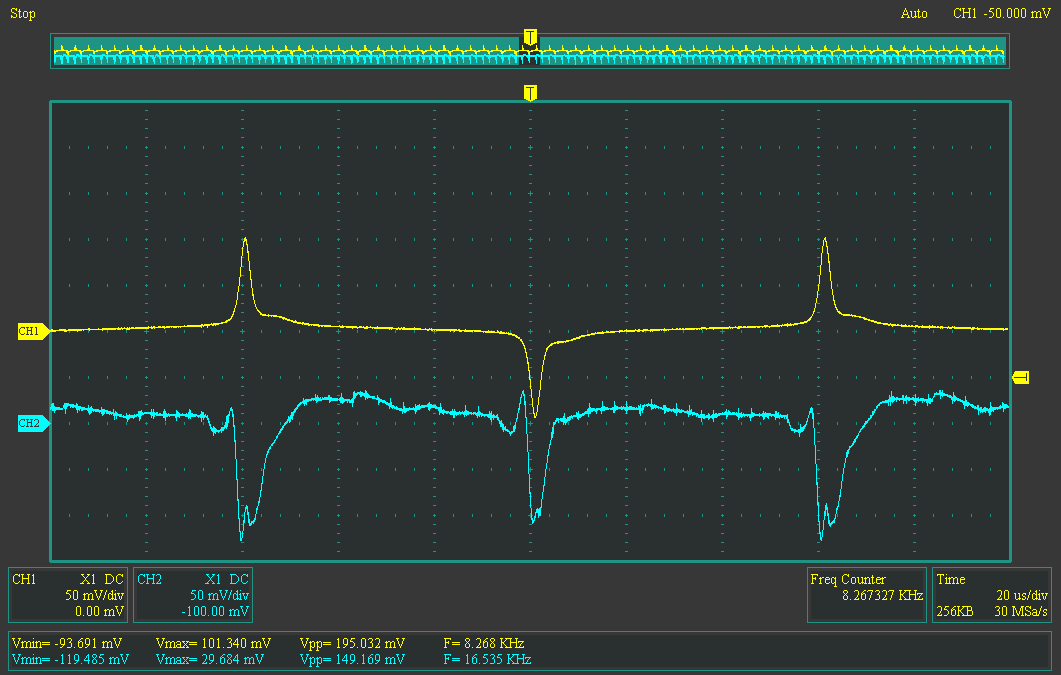 Stop Auto CH1 -50.000 mV
T
T
CH1
CH2
CH1 X1 DC
50 mV/div
0.00 mV
CH2 X1 DC
50 mV/div
-100.00 mV
Freq Counter
8.267327 KHz
Time
20 us/div
256KB 30 MSa/s
Vmin= -93.691 mV Vmax= 101.340 mV Vpp= 195.032 mV F= 8.268 KHz
Vmin= -119.485 mV Vmax= 29.684 mV Vpp= 149.169 mV F= 16.535 KHz